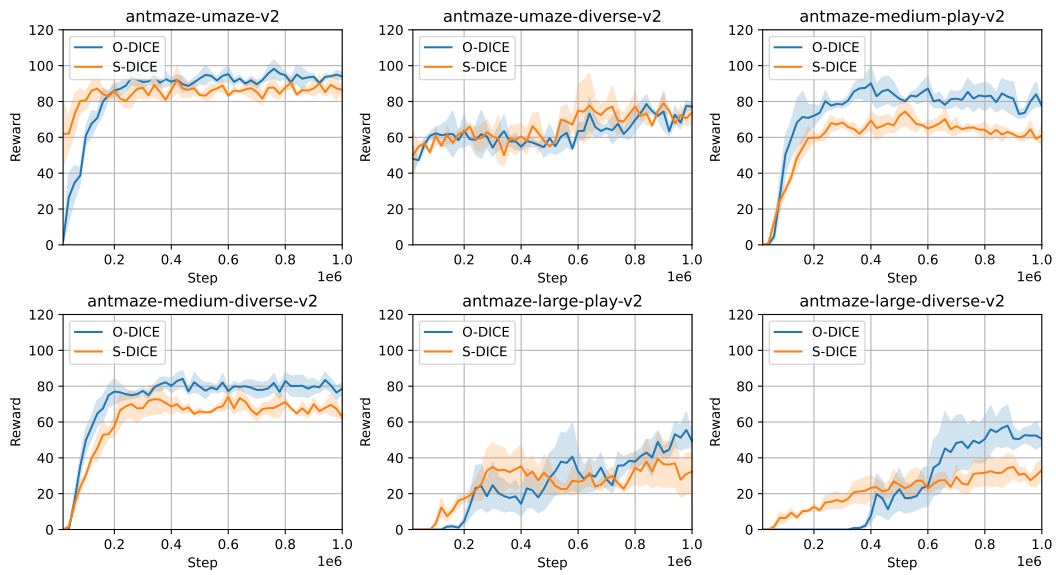 antmaze-umaze-v2
120
100
80
60
40
20
0
Reward
O-DICE
S-DICE
0.2 0.4 0.6 0.8 1.0
Step
1e6
antmaze-umaze-diverse-v2
120
100
80
60
40
20
0
Reward
O-DICE
S-DICE
0.2 0.4 0.6 0.8 1.0
Step
1e6
antmaze-medium-play-v2
120
100
80
60
40
20
0
Reward
O-DICE
S-DICE
0.2 0.4 0.6 0.8 1.0
Step
1e6
antmaze-medium-diverse-v2
120
100
80
60
40
20
0
Reward
O-DICE
S-DICE
0.2 0.4 0.6 0.8 1.0
Step
1e6
antmaze-large-play-v2
120
100
80
60
40
20
0
Reward
O-DICE
S-DICE
0.2 0.4 0.6 0.8 1.0
Step
1e6
antmaze-large-diverse-v2
120
100
80
60
40
20
0
Reward
O-DICE
S-DICE
0.2 0.4 0.6 0.8 1.0
Step
1e6